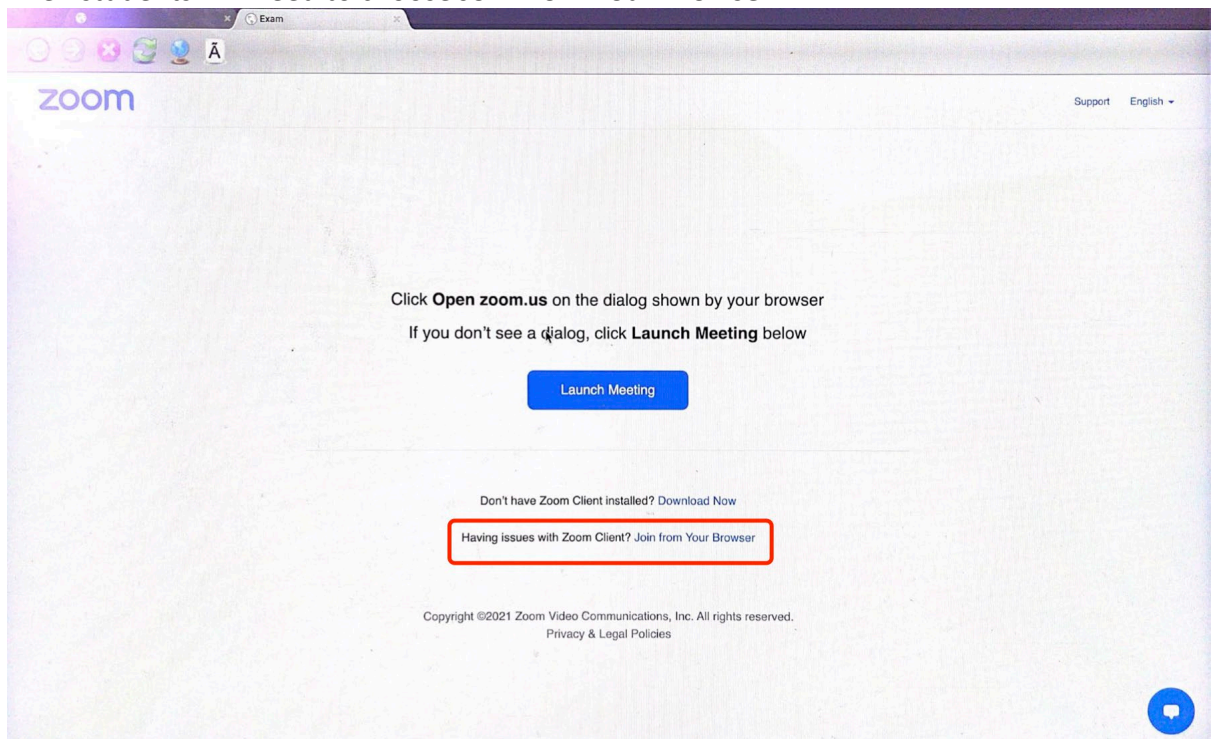 Exam
Ā
zoom
Support English
Click Open zoom.us on the dialog shown by your browser
If you don't see a dialog, click Launch Meeting below
Launch Meeting
Don't have Zoom Client installed? Download Now
Having issues with Zoom Client? Join from Your Browser
Copyright ©2021 Zoom Video Communications, Inc. All rights reserved.
Privacy & Legal Policies